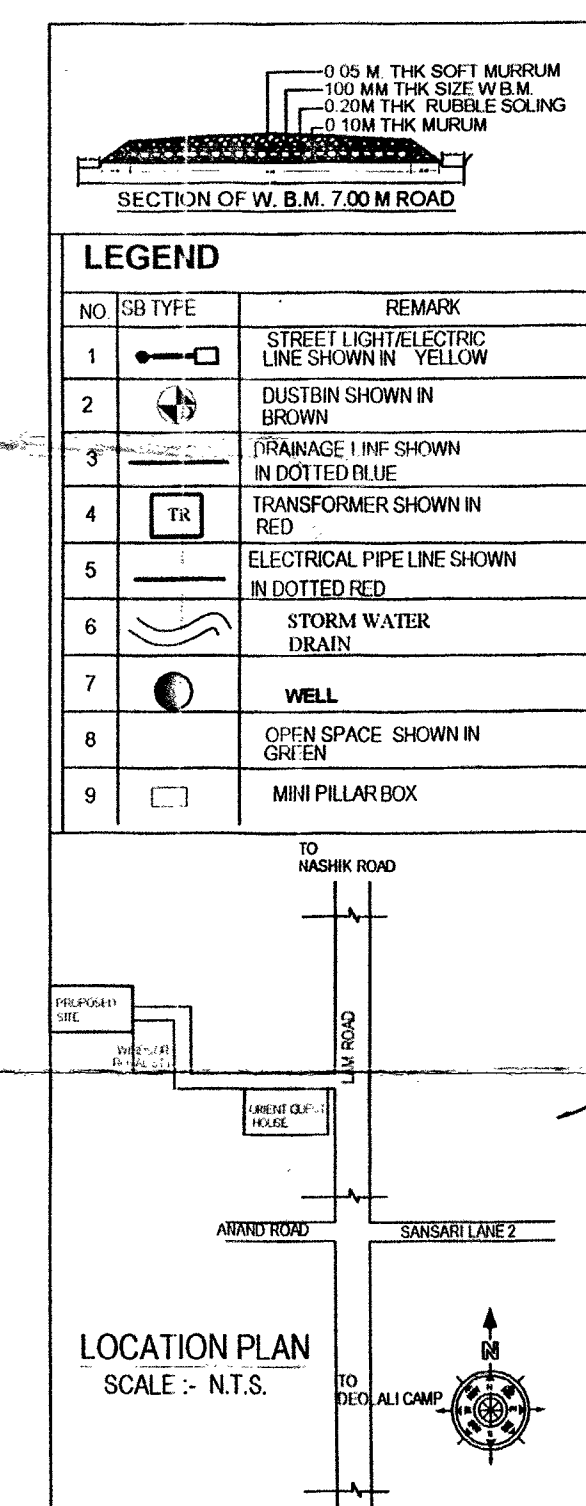 0.05 M. THK SOFT MURRUM
100 MM THK SIZE W.B.M.
0.20M THK RUBBLE SOLING
0.10M THK MURUM
SECTION OF W. B.M. 7.00 M ROAD
LEGEND
NO. SB TYPE REMARK
1 STREET LIGHT/ELECTRIC
LINE SHOWN IN YELLOW
2 DUSTBIN SHOWN IN
BROWN
3 DRAINAGE LINE SHOWN
IN DOTTED BLUE
4 TR TRANSFORMER SHOWN IN
RED
5 ELECTRICAL PIPE LINE SHOWN
IN DOTTED RED
6 STORM WATER
DRAIN
7 WELL
8 OPEN SPACE SHOWN IN
GREEN
9 MINI PILLAR BOX
TO
NASHIK ROAD
PROPOSED
SITE
LAM ROAD
ORIENT
HOUSE
ANAND ROAD SANSARI LANE 2
LOCATION PLAN
SCALE :- N.T.S.
TO
DEOLALI CAMP
N